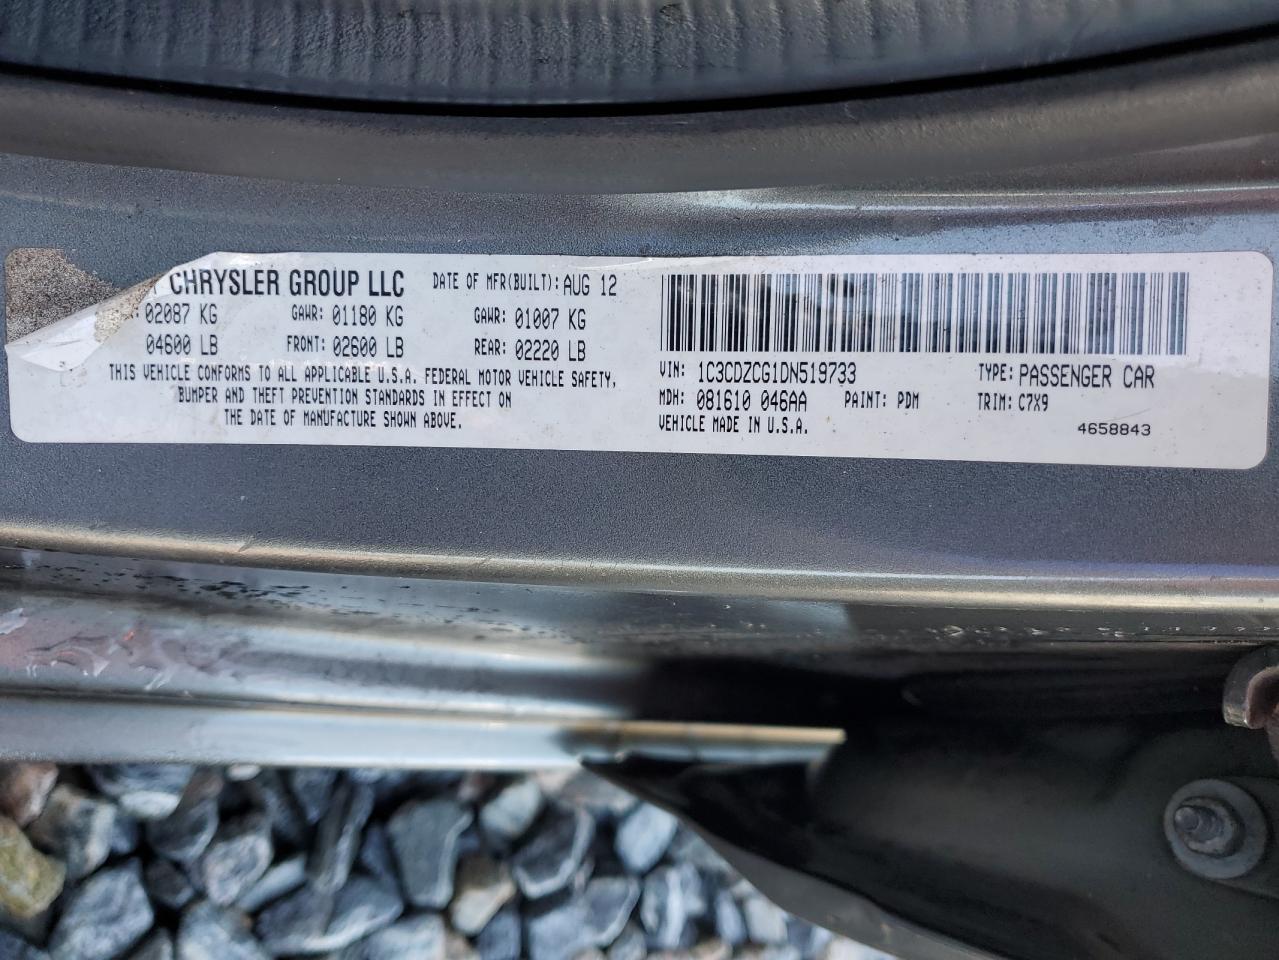 CHRYSLER GROUP LLC DATE OF MFR(BUILT): AUG 12
02087 KG GAWR: 01180 KG GAWR: 01007 KG
04600 LB FRONT: 02600 LB REAR: 02220 LB
THIS VEHICLE CONFORMS TO ALL APPLICABLE U.S.A. FEDERAL MOTOR VEHICLE SAFETY,
BUMPER AND THEFT PREVENTION STANDARDS IN EFFECT ON
THE DATE OF MANUFACTURE SHOWN ABOVE.
VIN: 1C3CDZCG1DN519733 TYPE: PASSENGER CAR
MDH: 081610 046AA PAINT: PDM TRIM: C7X9
VEHICLE MADE IN U.S.A. 4658843